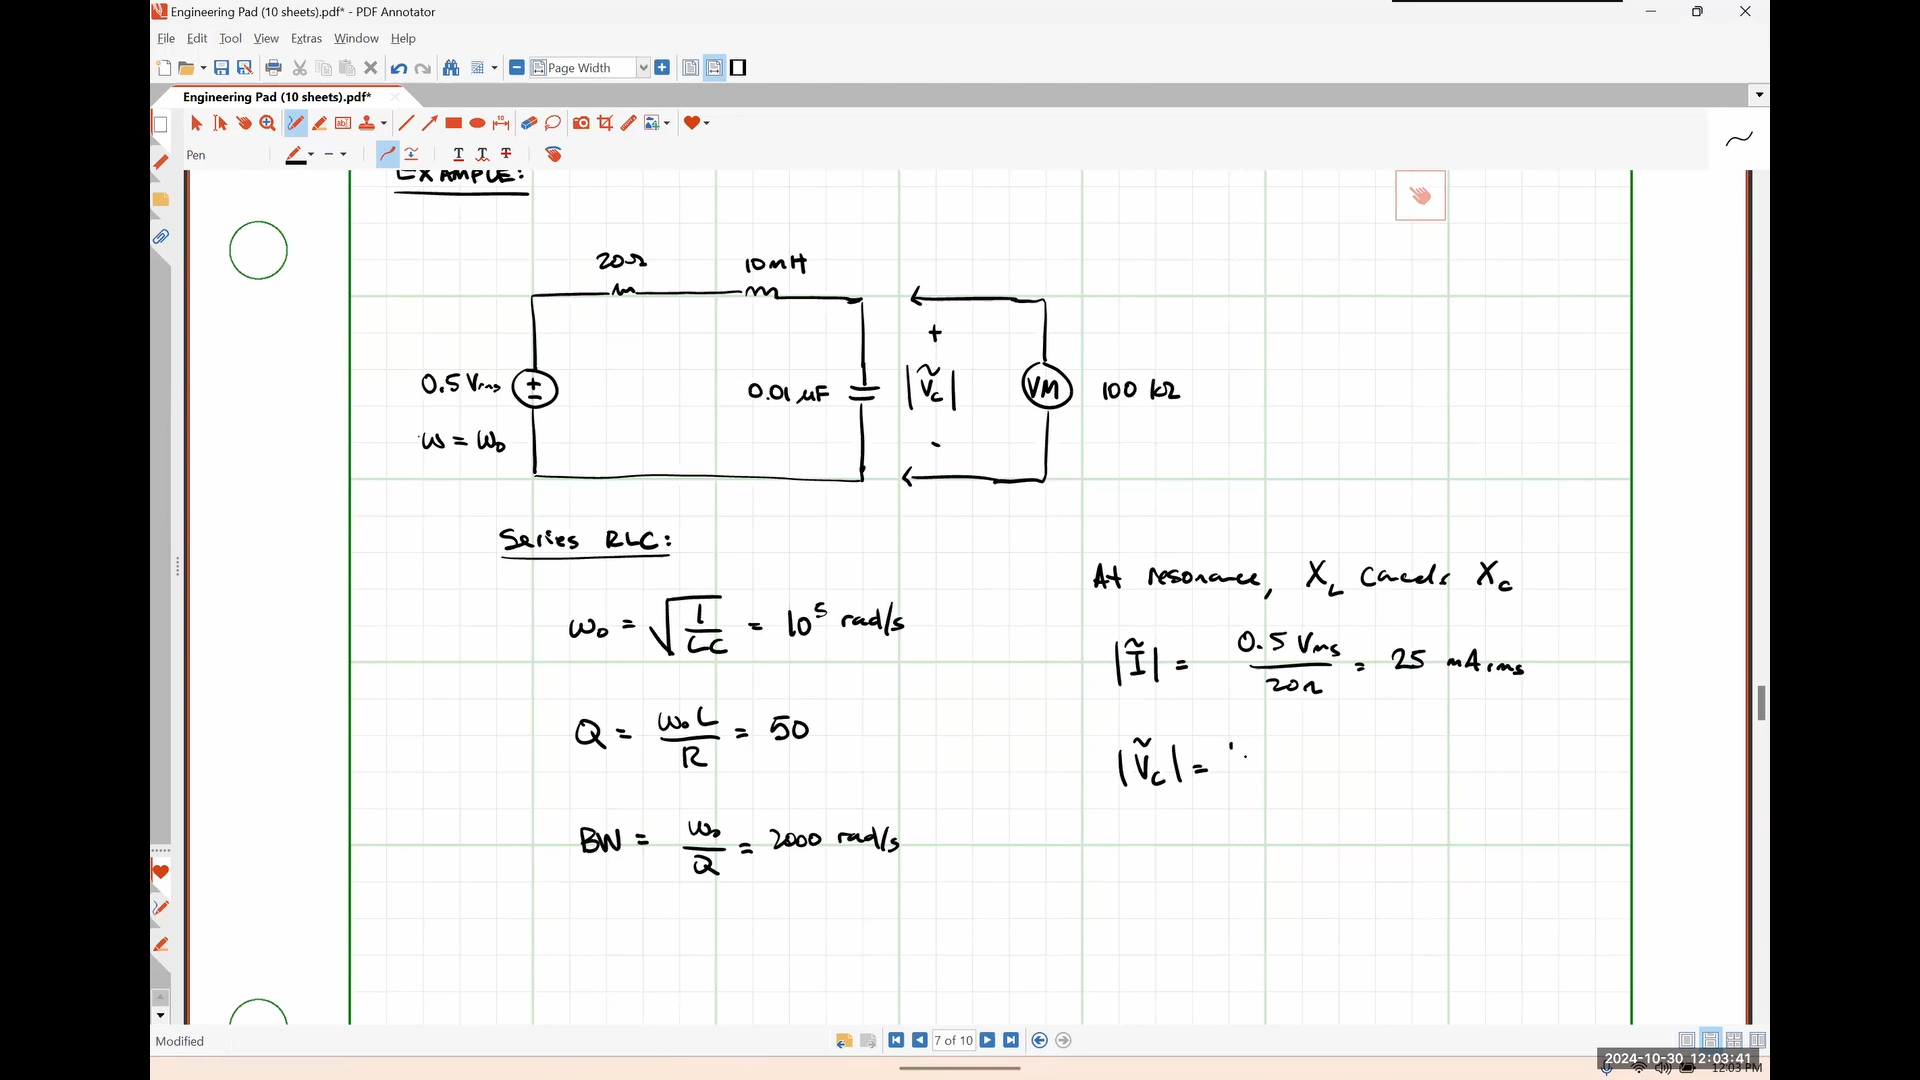 Engineering Pad (10 sheets).pdf* - PDF Annotator
File Edit Tool View Extras Window Help
Page Width
Engineering Pad (10 sheets).pdf*
Pen
EXAMPLE:
20Ω 10mH
0.5 Vrms + - 0.01 μF + |Ṽc| - VM 100 kΩ
ω = ω₀
Series RLC:
ω₀ = √(1/LC) = 10⁵ rad/s
Q = ω₀L/R = 50
BW = ω₀/Q = 2000 rad/s
At resonance, X_L cancels X_C
|Ĩ| = 0.5 Vrms/20Ω = 25 mArms
|Ṽc| =
Modified
7 of 10
2024-10-30 12:03:41
12:03 PM